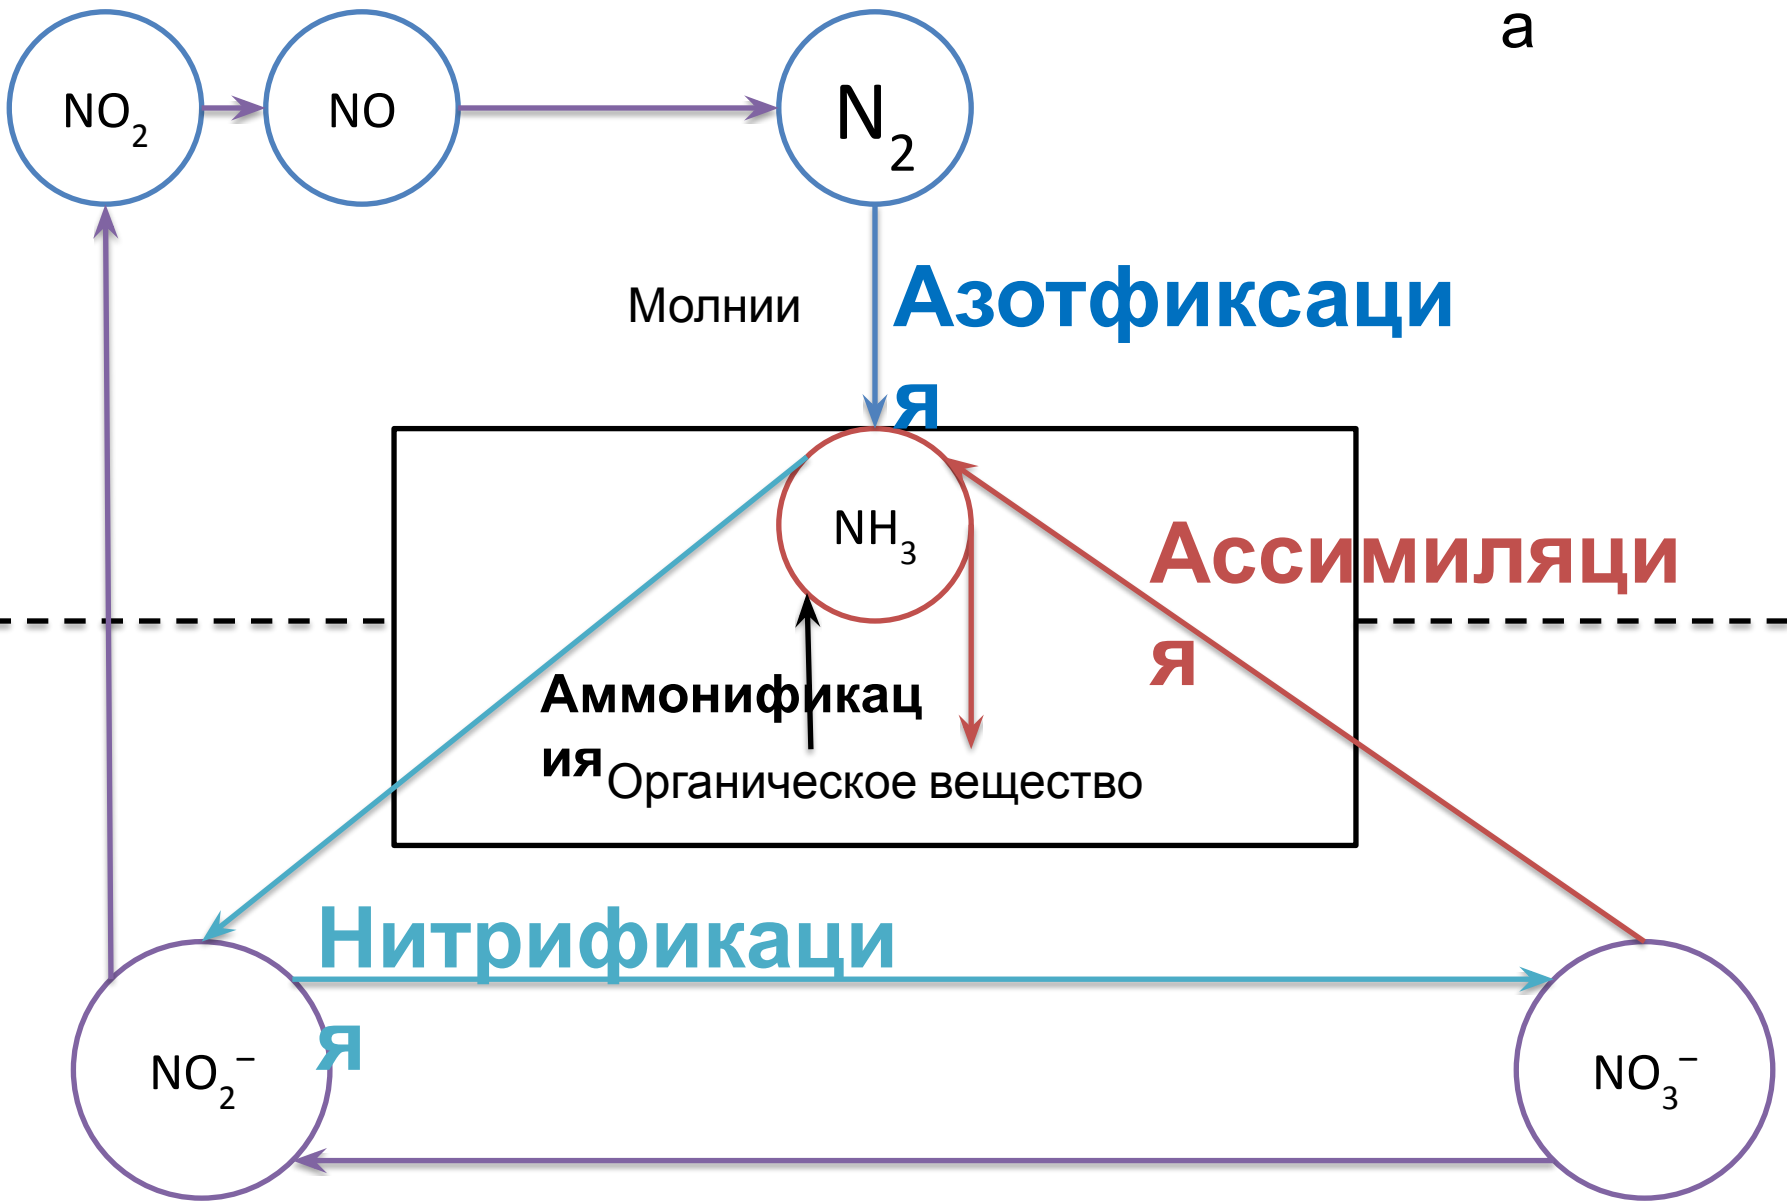 а
NO₂
NO
N₂
Молнии
Азотфиксаци
я
NH₃
Ассимиляци
я
Аммонификац
ия
Органическое вещество
Нитрификаци
я
NO₂⁻
NO₃⁻